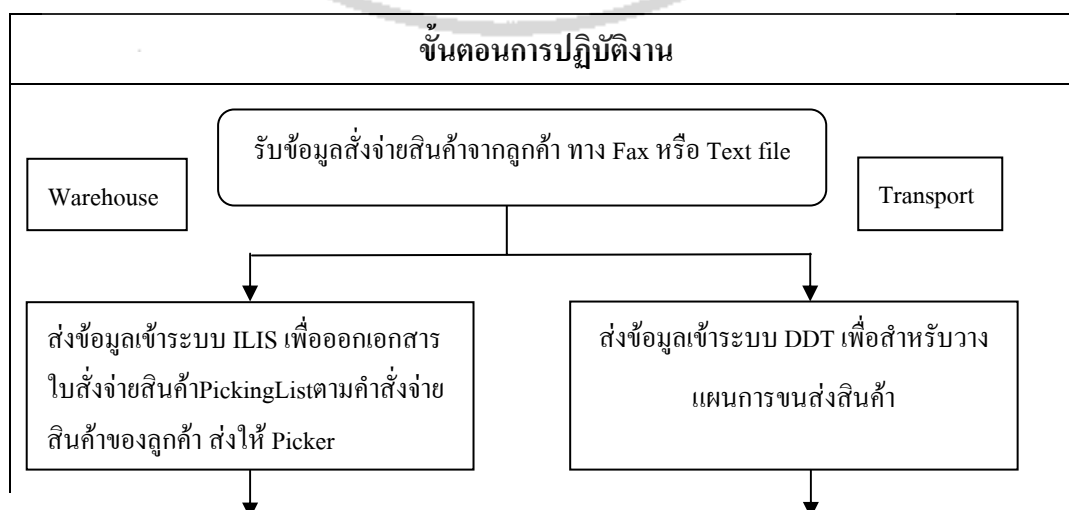 ขั้นตอนการปฏิบัติงาน
รับข้อมูลสั่งจ่ายสินค้าจากลูกค้า ทาง Fax หรือ Text file
Warehouse
Transport
ส่งข้อมูลเข้าระบบ ILIS เพื่อออกเอกสาร
ใบสั่งจ่ายสินค้าPickingListตามคำสั่งจ่าย
สินค้าของลูกค้า ส่งให้ Picker
ส่งข้อมูลเข้าระบบ DDT เพื่อสำหรับวาง
แผนการขนส่งสินค้า